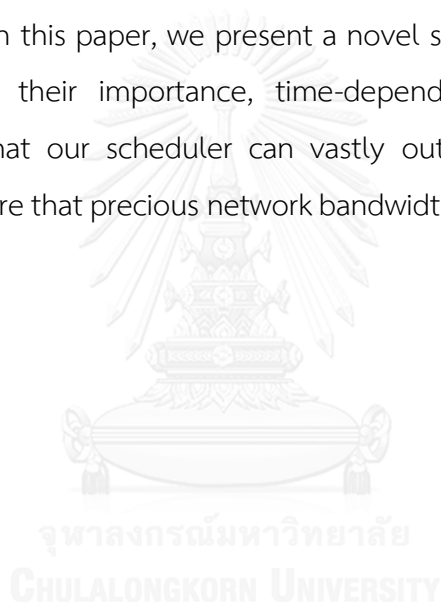 n this paper, we present a novel s
their importance, time-depend
hat our scheduler can vastly out
re that precious network bandwidt
จุฬาลงกรณ์มหาวิทยาลัย
CHULALONGKORN UNIVERSITY